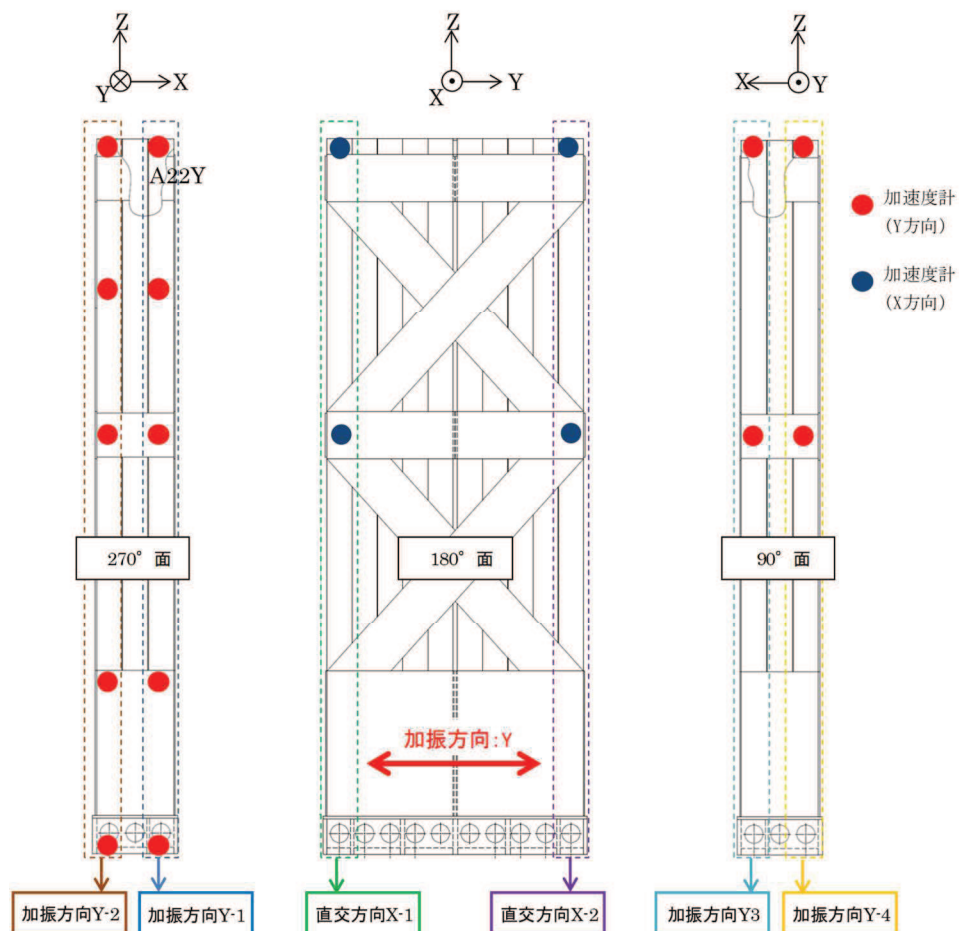 Z
Y
X
Z
X
Y
Z
X
Y
A22Y
加速度計
(Y方向)
加速度計
(X方向)
270° 面
180° 面
90° 面
加振方向:Y
加振方向Y-2
加振方向Y-1
直交方向X-1
直交方向X-2
加振方向Y3
加振方向Y-4